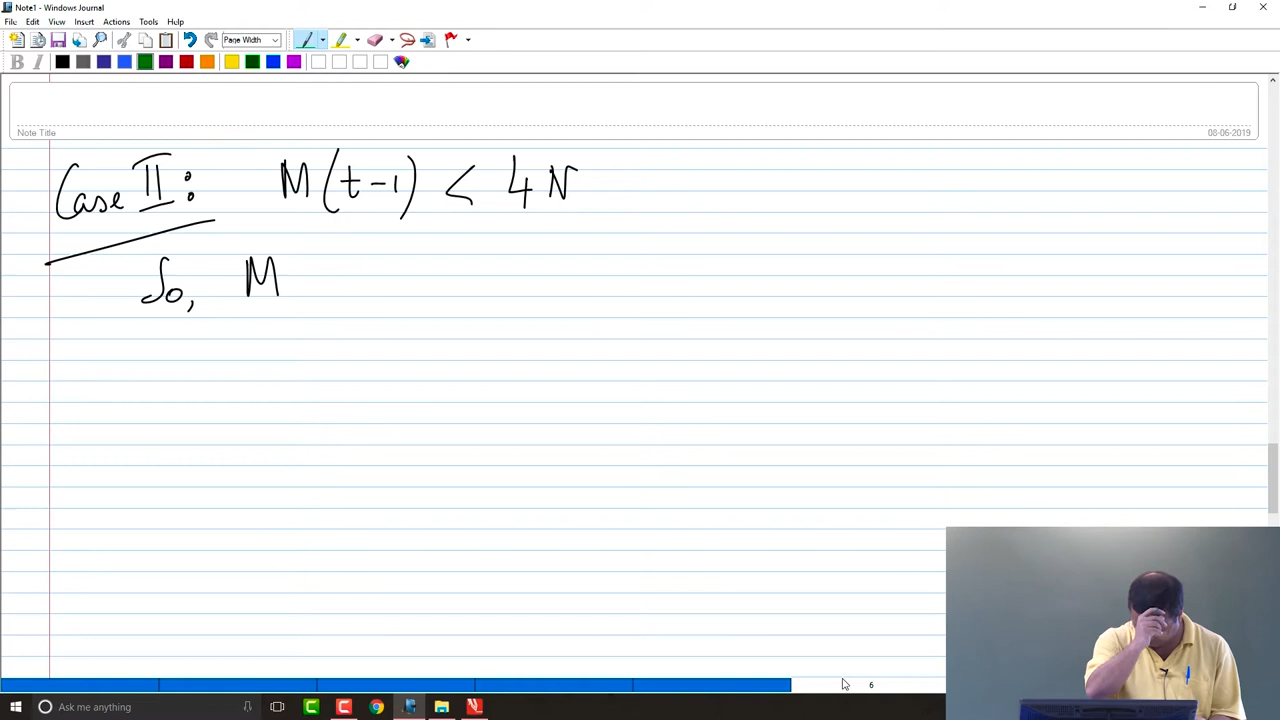 Note1 - Windows Journal
File Edit View Insert Actions Tools Help
Page Width
B I
Note Title
08-06-2019
Case II: M(t-1) < 4N
So, M
6
Ask me anything